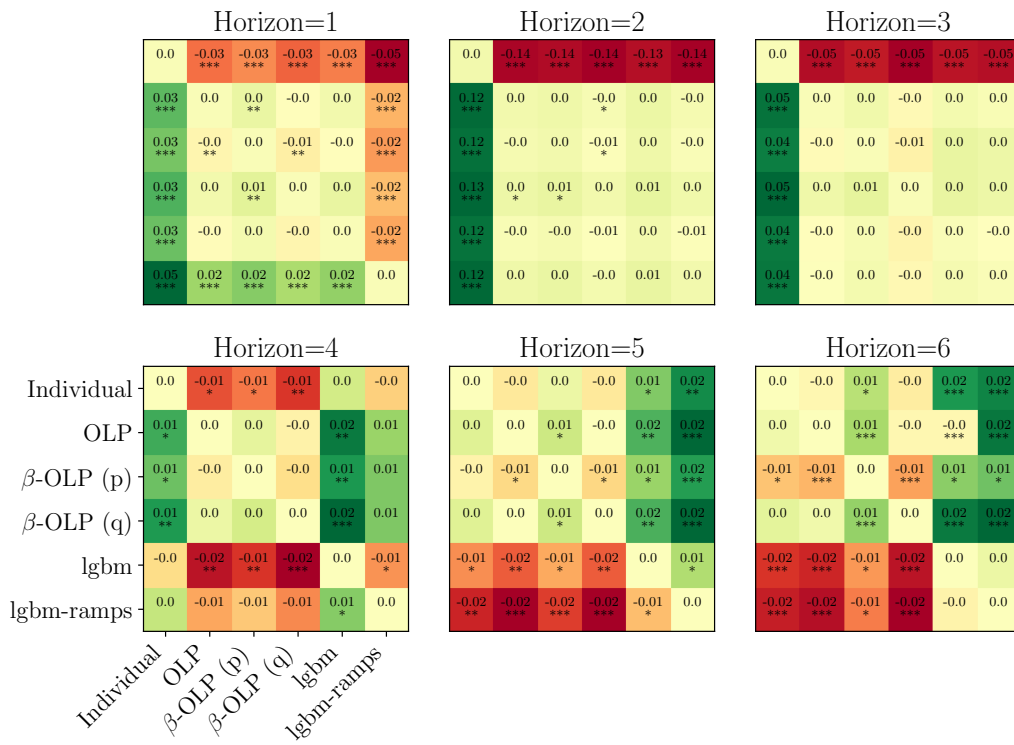 Horizon=1 Horizon=2 Horizon=3
0.0 -0.03 -0.03 -0.03 -0.03 -0.05 0.0 -0.14 -0.14 -0.14 -0.13 -0.14 0.0 -0.05 -0.05 -0.05 -0.05 -0.05
*** *** *** *** *** *** *** *** *** *** *** *** *** *** ***
0.03 0.0 0.0 -0.0 0.0 -0.02 0.12 0.0 0.0 -0.0 0.0 -0.0 0.05 0.0 0.0 -0.0 0.0 0.0
*** ** *** *** * ***
0.03 -0.0 0.0 -0.01 -0.0 -0.02 0.12 -0.0 0.0 -0.01 0.0 -0.0 0.04 -0.0 0.0 -0.01 0.0 0.0
*** ** ** *** *** * ***
0.03 0.0 0.01 0.0 0.0 -0.02 0.13 0.0 0.01 0.0 0.01 0.0 0.05 0.0 0.01 0.0 0.0 0.0
*** ** *** *** * * ***
0.03 -0.0 0.0 -0.0 0.0 -0.02 0.12 -0.0 -0.0 -0.01 0.0 -0.01 0.04 -0.0 -0.0 -0.0 0.0 -0.0
*** *** *** ***
0.05 0.02 0.02 0.02 0.02 0.0 0.12 0.0 0.0 -0.0 0.01 0.0 0.04 -0.0 0.0 -0.0 0.0 0.0
*** *** *** *** *** *** ***
Horizon=4 Horizon=5 Horizon=6
Individual 0.0 -0.01 -0.01 -0.01 0.0 -0.0 0.0 -0.0 0.0 -0.0 0.01 0.02 0.0 -0.0 0.01 -0.0 0.02 0.02
* * ** * ** * *** ***
OLP 0.01 0.0 0.0 -0.0 0.02 0.01 0.0 0.0 0.01 -0.0 0.02 0.02 0.0 0.0 0.01 -0.0 -0.0 0.02
* ** * ** *** *** *** ***
β-OLP (p) 0.01 -0.0 0.0 -0.0 0.01 0.01 -0.0 -0.01 0.0 -0.01 0.01 0.02 -0.01 -0.01 0.0 -0.01 0.01 0.01
* ** * * * *** * *** *** * *
β-OLP (q) 0.01 0.0 0.0 0.0 0.02 0.01 0.0 0.0 0.01 0.0 0.02 0.02 0.0 0.0 0.01 0.0 0.02 0.02
** *** * ** *** *** *** ***
lgbm -0.0 -0.02 -0.01 -0.02 0.0 -0.01 -0.01 -0.02 -0.01 -0.02 0.0 0.01 -0.02 -0.02 -0.01 -0.02 0.0 0.0
** ** *** * * ** * ** * *** *** * ***
lgbm-ramps 0.0 -0.01 -0.01 -0.01 0.01 0.0 -0.02 -0.02 -0.02 -0.02 -0.01 0.0 -0.02 -0.02 -0.01 -0.02 -0.0 0.0
* ** *** *** *** * *** *** * ***
Individual OLP β-OLP (p) β-OLP (q) lgbm lgbm-ramps